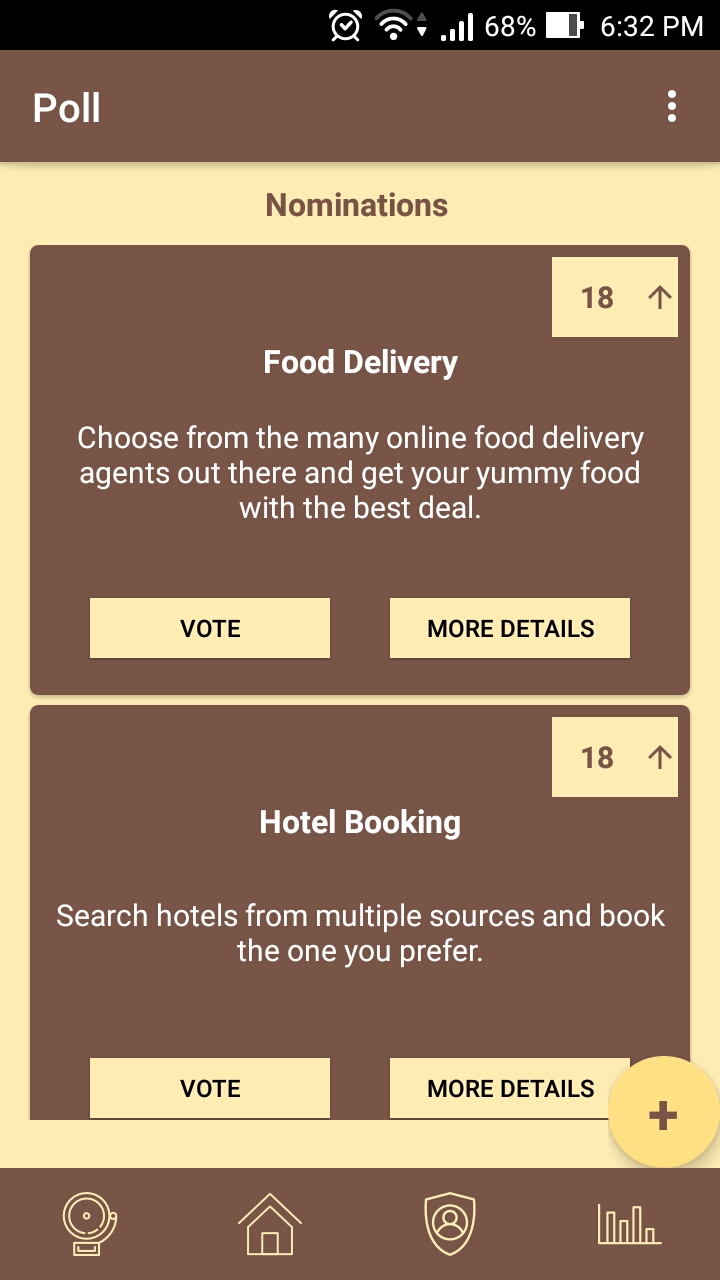 68% 6:32 PM
Poll
Nominations
18
Food Delivery
Choose from the many online food delivery
agents out there and get your yummy food
with the best deal.
VOTE MORE DETAILS
18
Hotel Booking
Search hotels from multiple sources and book
the one you prefer.
VOTE MORE DETAILS
+